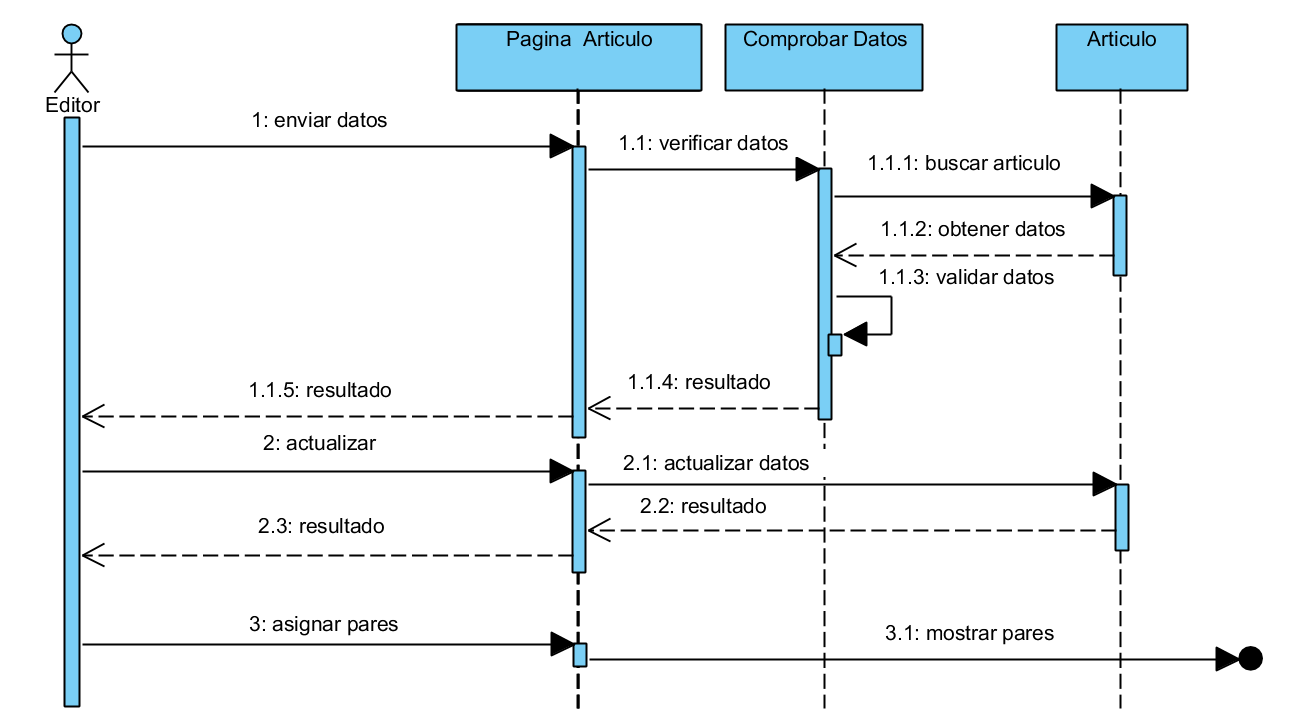 Pagina Articulo
Comprobar Datos
Articulo
Editor
1: enviar datos
1.1: verificar datos
1.1.1: buscar articulo
1.1.2: obtener datos
1.1.3: validar datos
1.1.4: resultado
1.1.5: resultado
2: actualizar
2.1: actualizar datos
2.2: resultado
2.3: resultado
3: asignar pares
3.1: mostrar pares